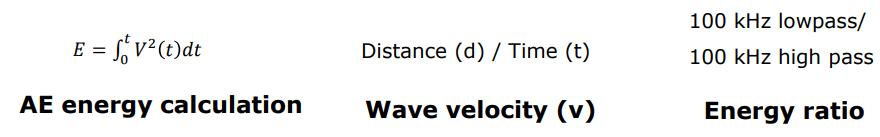 E = ∫₀ᵗ V²(t)dt
AE energy calculation
Distance (d) / Time (t)
Wave velocity (v)
100 kHz lowpass/
100 kHz high pass
Energy ratio